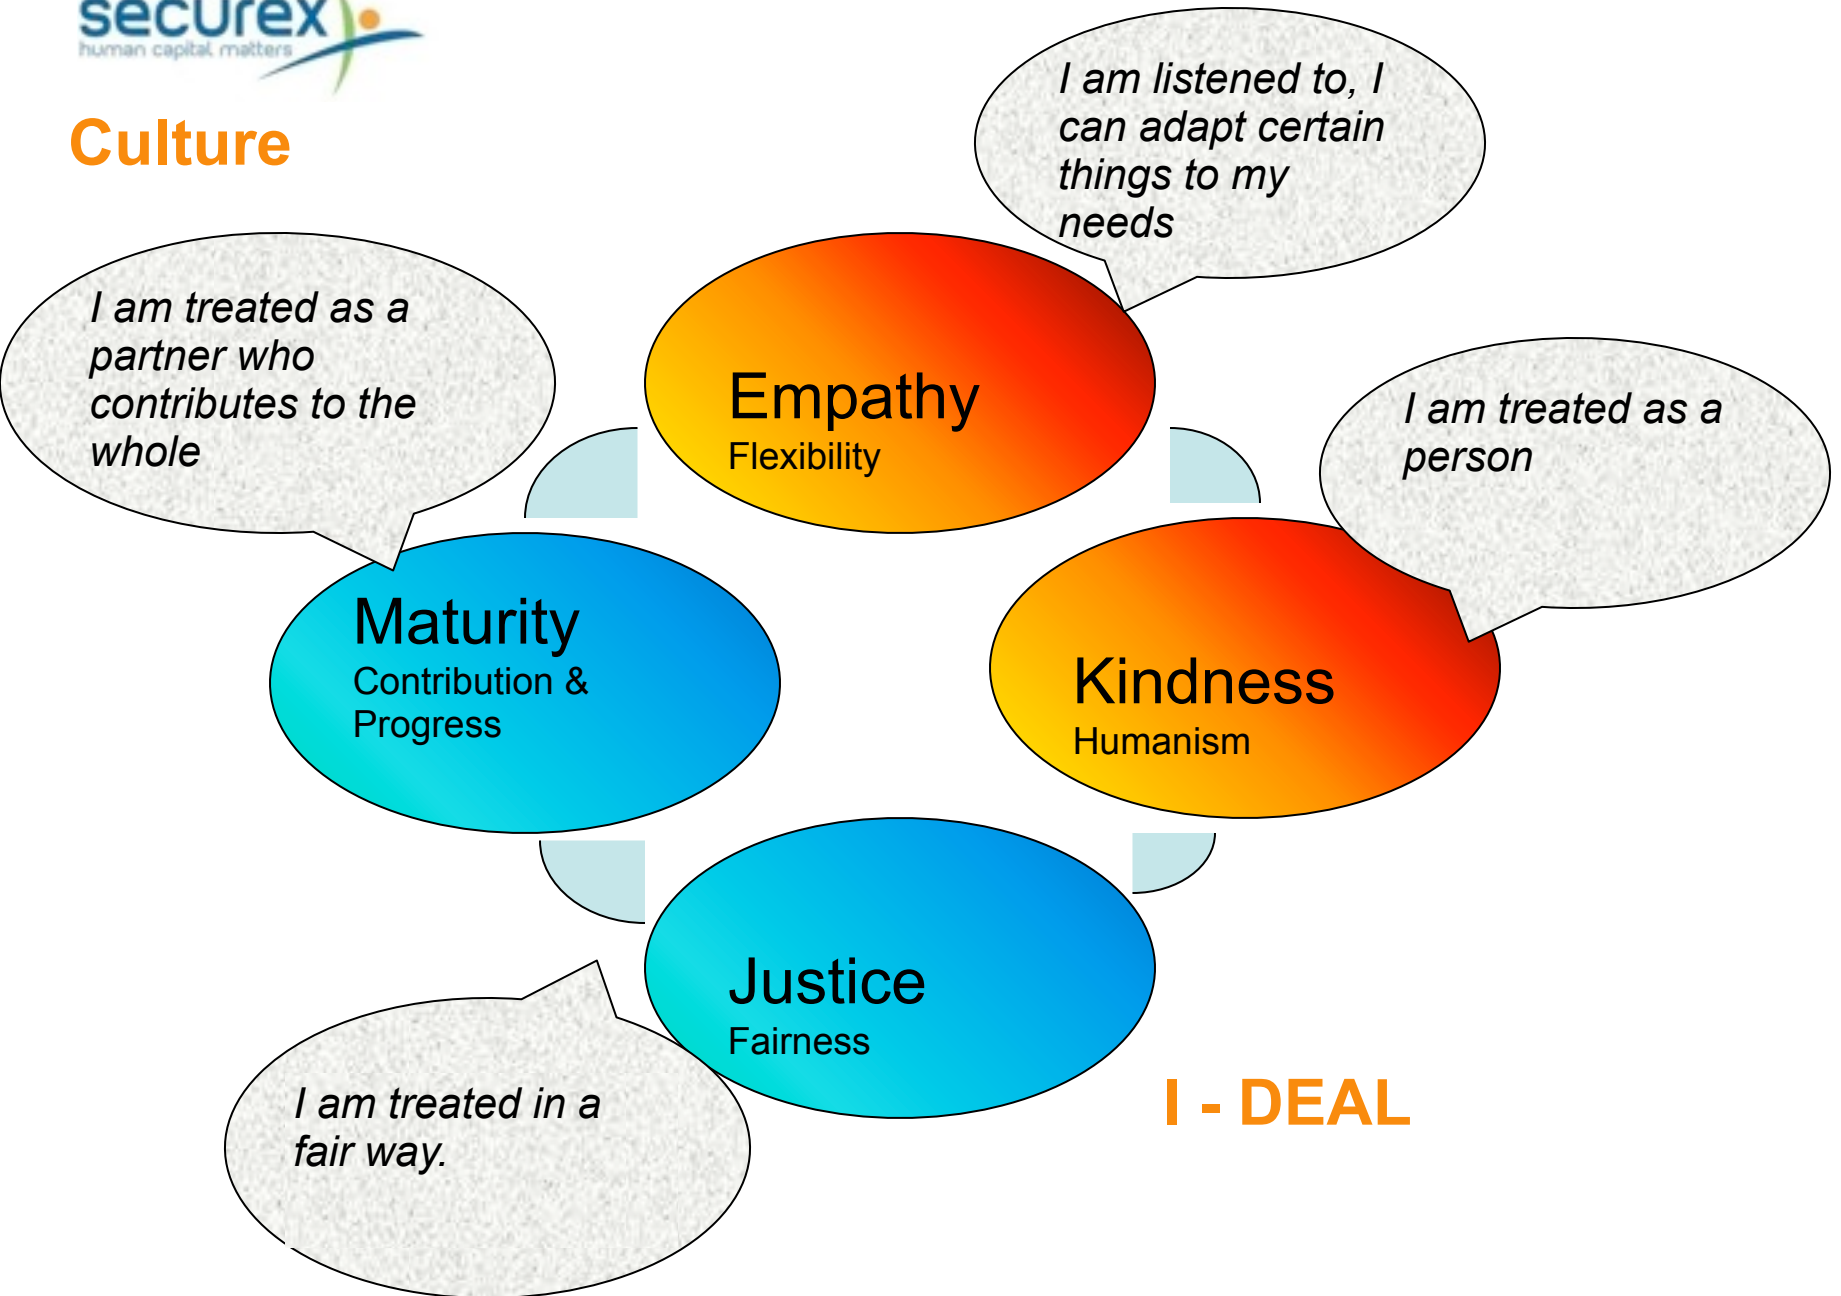 securex
human capital matters
Culture
I am listened to, I
can adapt certain
things to my
needs
I am treated as a
partner who
contributes to the
whole
Empathy
Flexibility
I am treated as a
person
Maturity
Contribution &
Progress
Kindness
Humanism
Justice
Fairness
I - DEAL
I am treated in a
fair way.